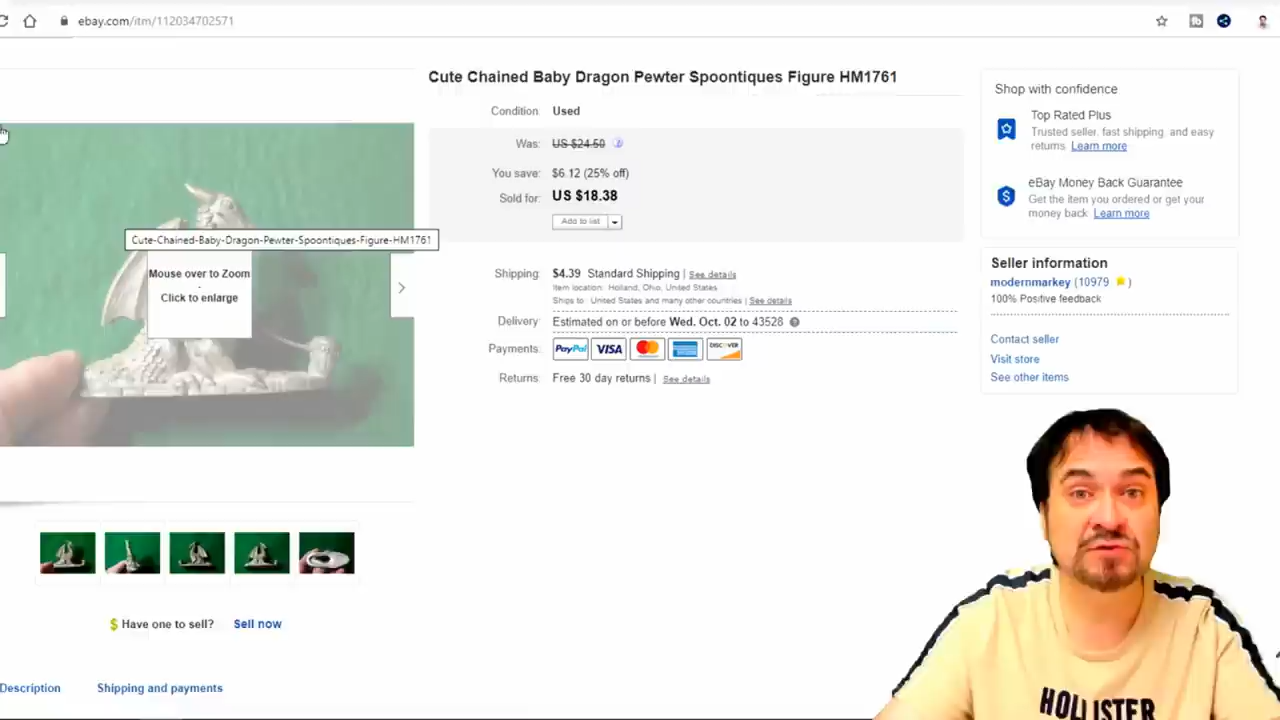 ebay.com/itm/112034702571
Cute Chained Baby Dragon Pewter Spoontiques Figure HM1761
Condition: Used
Was: US $24.50
You save: $6.12 (25% off)
Sold for: US $18.38
Add to list
Cute-Chained-Baby-Dragon-Pewter-Spoontiques-Figure-HM1761
Mouse over to Zoom
-
Click to enlarge
Shipping: $4.39 Standard Shipping | See details
Item location: Holland, Ohio, United States
Ships to: United States and many other countries | See details
Delivery: Estimated on or before Wed. Oct. 02 to 43528
Payments: PayPal VISA MasterCard AMERICAN EXPRESS DISCOVER
Returns: Free 30 day returns | See details
Shop with confidence
Top Rated Plus
Trusted seller, fast shipping, and easy
returns. Learn more
eBay Money Back Guarantee
Get the item you ordered or get your
money back. Learn more
Seller information
modernmarkey (10979 )
100% Positive feedback
Contact seller
Visit store
See other items
$ Have one to sell? Sell now
Description Shipping and payments
HOLLISTER